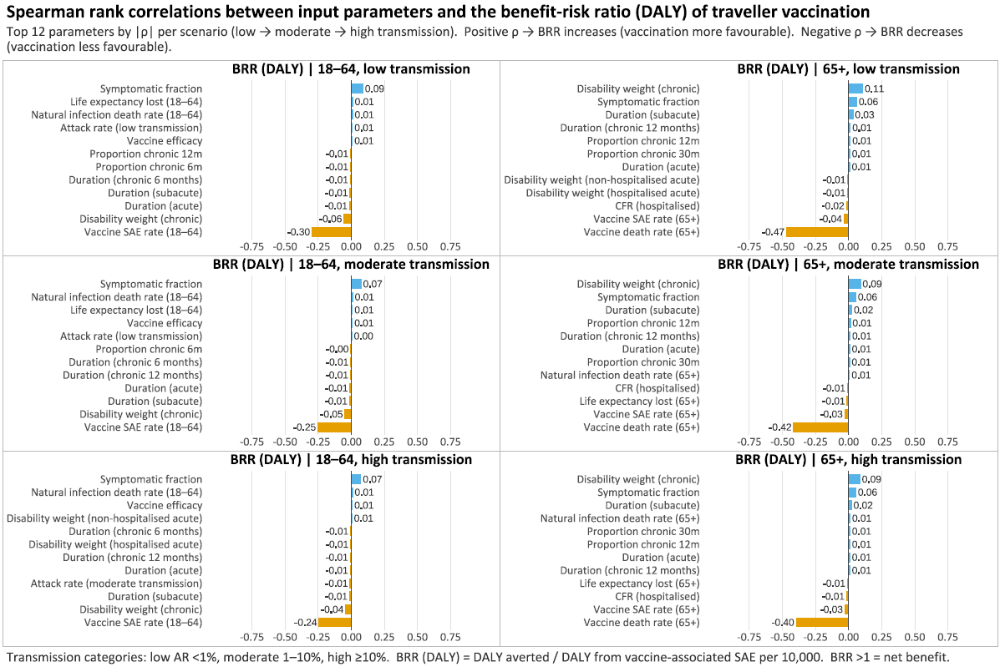 Spearman rank correlations between input parameters and the benefit-risk ratio (DALY) of traveller vaccination
Top 12 parameters by |ρ| per scenario (low → moderate → high transmission). Positive ρ → BRR increases (vaccination more favourable). Negative ρ → BRR decreases
(vaccination less favourable).
BRR (DALY) | 18–64, low transmission
Symptomatic fraction 0.09
Life expectancy lost (18–64) 0.01
Natural infection death rate (18–64) 0.01
Attack rate (low transmission) 0.01
Vaccine efficacy 0.01
Proportion chronic 12m -0.01
Proportion chronic 6m -0.01
Duration (chronic 6 months) -0.01
Duration (subacute) -0.01
Duration (acute) -0.01
Disability weight (chronic) -0.06
Vaccine SAE rate (18–64) -0.30
-0.75 -0.50 -0.25 0.00 0.25 0.50 0.75
BRR (DALY) | 65+, low transmission
Disability weight (chronic) 0.11
Symptomatic fraction 0.06
Duration (subacute) 0.03
Duration (chronic 12 months) 0.01
Proportion chronic 12m 0.01
Proportion chronic 30m 0.01
Duration (acute) 0.01
Disability weight (non-hospitalised acute) -0.01
Disability weight (hospitalised acute) -0.01
CFR (hospitalised) -0.02
Vaccine SAE rate (65+) -0.04
Vaccine death rate (65+) -0.47
-0.75 -0.50 -0.25 0.00 0.25 0.50 0.75
BRR (DALY) | 18–64, moderate transmission
Symptomatic fraction 0.07
Natural infection death rate (18–64) 0.01
Life expectancy lost (18–64) 0.01
Vaccine efficacy 0.01
Attack rate (low transmission) 0.00
Proportion chronic 6m -0.00
Duration (chronic 6 months) -0.01
Duration (chronic 12 months) -0.01
Duration (acute) -0.01
Duration (subacute) -0.01
Disability weight (chronic) -0.05
Vaccine SAE rate (18–64) -0.25
-0.75 -0.50 -0.25 0.00 0.25 0.50 0.75
BRR (DALY) | 65+, moderate transmission
Disability weight (chronic) 0.09
Symptomatic fraction 0.06
Duration (subacute) 0.02
Proportion chronic 12m 0.01
Duration (chronic 12 months) 0.01
Duration (acute) 0.01
Proportion chronic 30m 0.01
Natural infection death rate (65+) 0.01
CFR (hospitalised) -0.01
Life expectancy lost (65+) -0.01
Vaccine SAE rate (65+) -0.03
Vaccine death rate (65+) -0.42
-0.75 -0.50 -0.25 0.00 0.25 0.50 0.75
BRR (DALY) | 18–64, high transmission
Symptomatic fraction 0.07
Natural infection death rate (18–64) 0.01
Vaccine efficacy 0.01
Disability weight (non-hospitalised acute) 0.01
Duration (chronic 6 months) -0.01
Disability weight (hospitalised acute) -0.01
Duration (chronic 12 months) -0.01
Duration (acute) -0.01
Attack rate (moderate transmission) -0.01
Duration (subacute) -0.01
Disability weight (chronic) -0.04
Vaccine SAE rate (18–64) -0.24
-0.75 -0.50 -0.25 0.00 0.25 0.50 0.75
BRR (DALY) | 65+, high transmission
Disability weight (chronic) 0.09
Symptomatic fraction 0.06
Duration (subacute) 0.02
Natural infection death rate (65+) 0.01
Proportion chronic 30m 0.01
Proportion chronic 12m 0.01
Duration (acute) 0.01
Duration (chronic 12 months) 0.01
Life expectancy lost (65+) -0.01
CFR (hospitalised) -0.01
Vaccine SAE rate (65+) -0.03
Vaccine death rate (65+) -0.40
-0.75 -0.50 -0.25 0.00 0.25 0.50 0.75
Transmission categories: low AR <1%, moderate 1–10%, high ≥10%. BRR (DALY) = DALY averted / DALY from vaccine-associated SAE per 10,000. BRR >1 = net benefit.